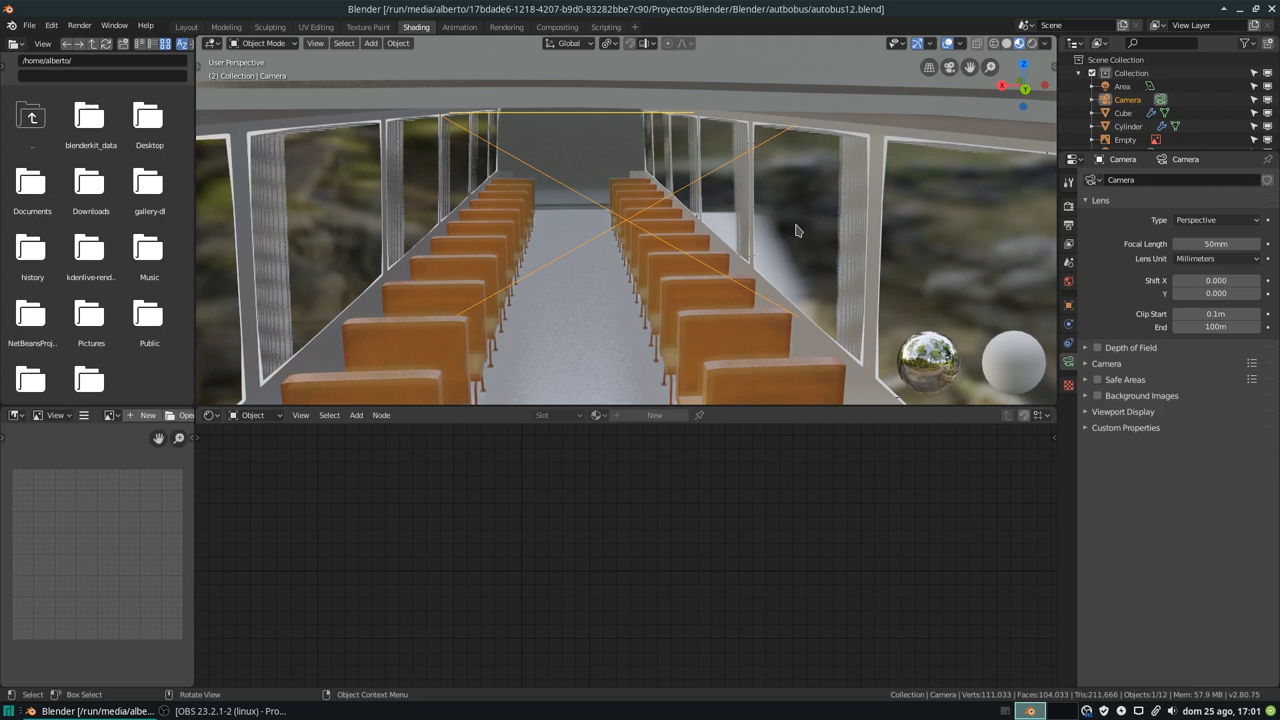 Blender [/run/media/alberto/17bdade6-1218-4207-b9d0-83282bbe7c90/Proyectos/Blender/Blender/autbobus/autobus12.blend]
File Edit Render Window Help Layout Modeling Sculpting UV Editing Texture Paint Shading Animation Rendering Compositing Scripting + Scene View Layer
View Object Mode View Select Add Object Global
/home/alberto/
User Perspective
(2) Collection | Camera
X Y Z
.. blenderkit_data Desktop
Documents Downloads gallery-dl
history kdenlive-rend.. Music
NetBeansProj.. Pictures Public
Scene Collection
Collection
Area
Camera
Cube
Cylinder
Empty
Camera Camera
Camera
Lens
Type Perspective
Focal Length 50mm
Lens Unit Millimeters
Shift X 0.000
Y 0.000
Clip Start 0.1m
End 100m
Depth of Field
Camera
Safe Areas
Background Images
Viewport Display
Custom Properties
View + New Ope
Object View Select Add Node Slot + New
Select Box Select Rotate View Object Context Menu
Collection | Camera | Verts:111,033 | Faces:104,033 | Tris:211,666 | Objects:1/12 | Mem: 57.9 MB | v2.80.75
Blender [/run/media/albe... [OBS 23.2.1-2 (linux) - Pro... dom 25 ago, 17:01